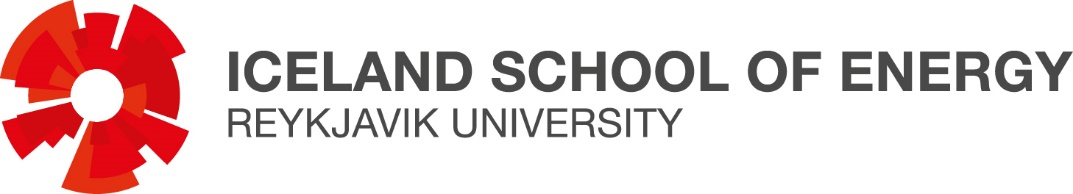 ICELAND SCHOOL OF ENERGY
REYKJAVIK UNIVERSITY